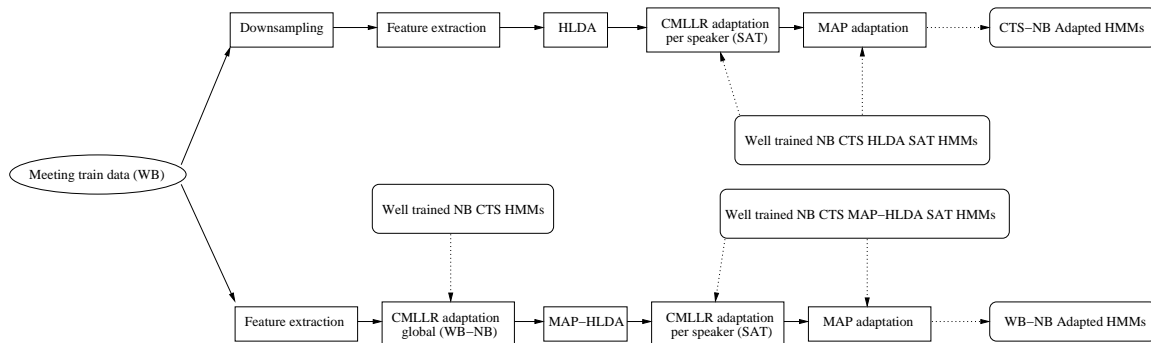 Downsampling
Feature extraction
HLDA
CMLLR adaptation
per speaker (SAT)
MAP adaptation
CTS−NB Adapted HMMs
Well trained NB CTS HLDA SAT HMMs
Meeting train data (WB)
Well trained NB CTS HMMs
Well trained NB CTS MAP−HLDA SAT HMMs
Feature extraction
CMLLR adaptation
global (WB−NB)
MAP−HLDA
CMLLR adaptation
per speaker (SAT)
MAP adaptation
WB−NB Adapted HMMs